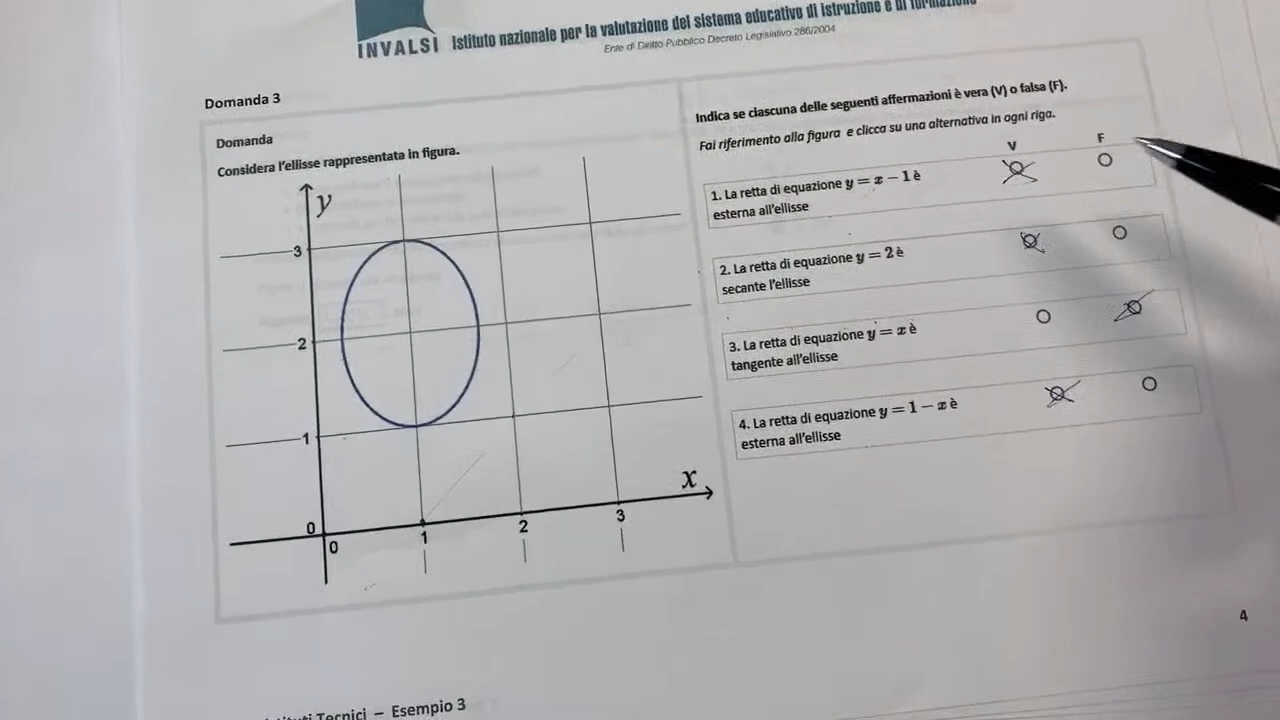 INVALSI
Istituto nazionale per la valutazione del sistema educativo di istruzione e di formazione
Ente di Diritto Pubblico Decreto Legislativo 286/2004
Domanda 3
Domanda
Considera l'ellisse rappresentata in figura.
y
3
2
1
0
0
1
2
3
x
Indica se ciascuna delle seguenti affermazioni è vera (V) o falsa (F).
Fai riferimento alla figura e clicca su una alternativa in ogni riga.
V F
1. La retta di equazione y = x − 1 è
esterna all'ellisse
2. La retta di equazione y = 2 è
secante l'ellisse
3. La retta di equazione y = x è
tangente all'ellisse
4. La retta di equazione y = 1 − x è
esterna all'ellisse
4
Tecnici – Esempio 3